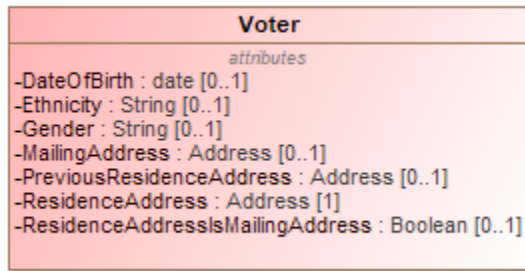 Voter
attributes
-DateOfBirth : date [0..1]
-Ethnicity : String [0..1]
-Gender : String [0..1]
-MailingAddress : Address [0..1]
-PreviousResidenceAddress : Address [0..1]
-ResidenceAddress : Address [1]
-ResidenceAddressIsMailingAddress : Boolean [0..1]